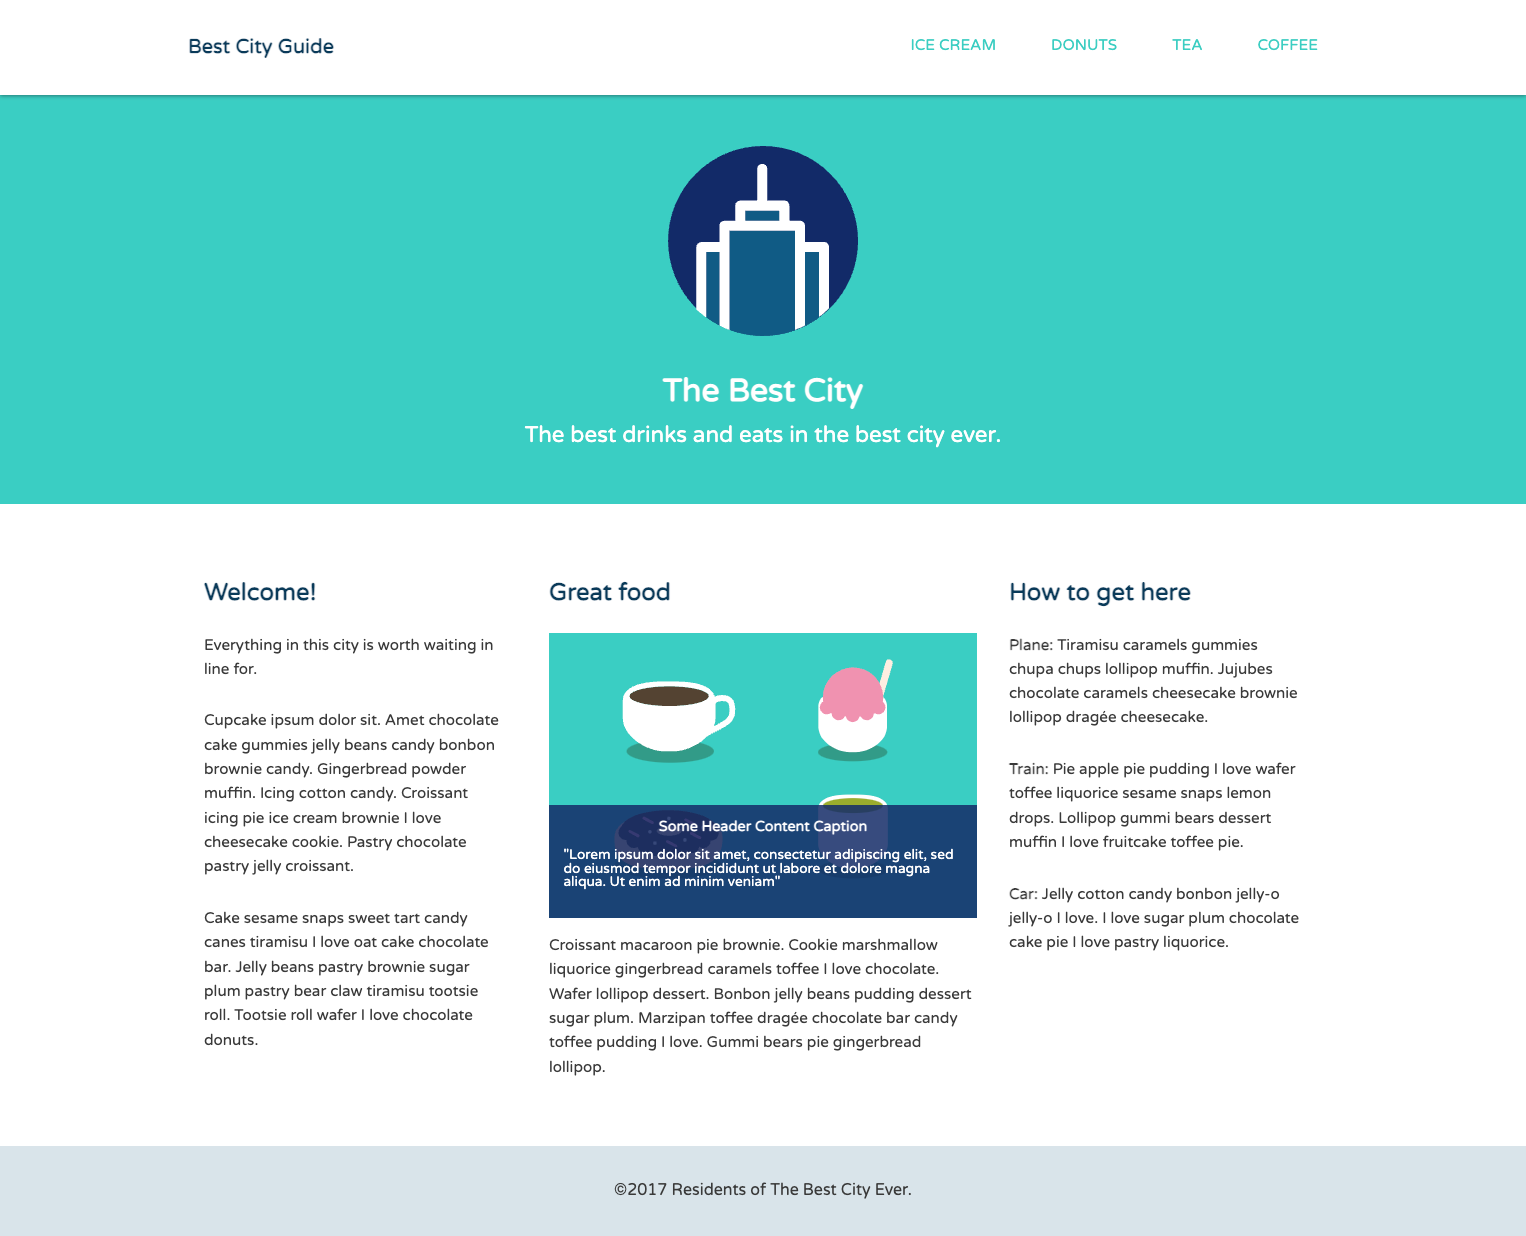 Best City Guide
ICE CREAM
DONUTS
TEA
COFFEE
The Best City
The best drinks and eats in the best city ever.
Welcome!
Everything in this city is worth waiting in
line for.
Cupcake ipsum dolor sit. Amet chocolate
cake gummies jelly beans candy bonbon
brownie candy. Gingerbread powder
muffin. Icing cotton candy. Croissant
icing pie ice cream brownie I love
cheesecake cookie. Pastry chocolate
pastry jelly croissant.
Cake sesame snaps sweet tart candy
canes tiramisu I love oat cake chocolate
bar. Jelly beans pastry brownie sugar
plum pastry bear claw tiramisu tootsie
roll. Tootsie roll wafer I love chocolate
donuts.
Great food
Some Header Content Caption
"Lorem ipsum dolor sit amet, consectetur adipiscing elit, sed
do eiusmod tempor incididunt ut labore et dolore magna
aliqua. Ut enim ad minim veniam"
Croissant macaroon pie brownie. Cookie marshmallow
liquorice gingerbread caramels toffee I love chocolate.
Wafer lollipop dessert. Bonbon jelly beans pudding dessert
sugar plum. Marzipan toffee dragée chocolate bar candy
toffee pudding I love. Gummi bears pie gingerbread
lollipop.
How to get here
Plane: Tiramisu caramels gummies
chupa chups lollipop muffin. Jujubes
chocolate caramels cheesecake brownie
lollipop dragée cheesecake.
Train: Pie apple pie pudding I love wafer
toffee liquorice sesame snaps lemon
drops. Lollipop gummi bears dessert
muffin I love fruitcake toffee pie.
Car: Jelly cotton candy bonbon jelly-o
jelly-o I love. I love sugar plum chocolate
cake pie I love pastry liquorice.
©2017 Residents of The Best City Ever.